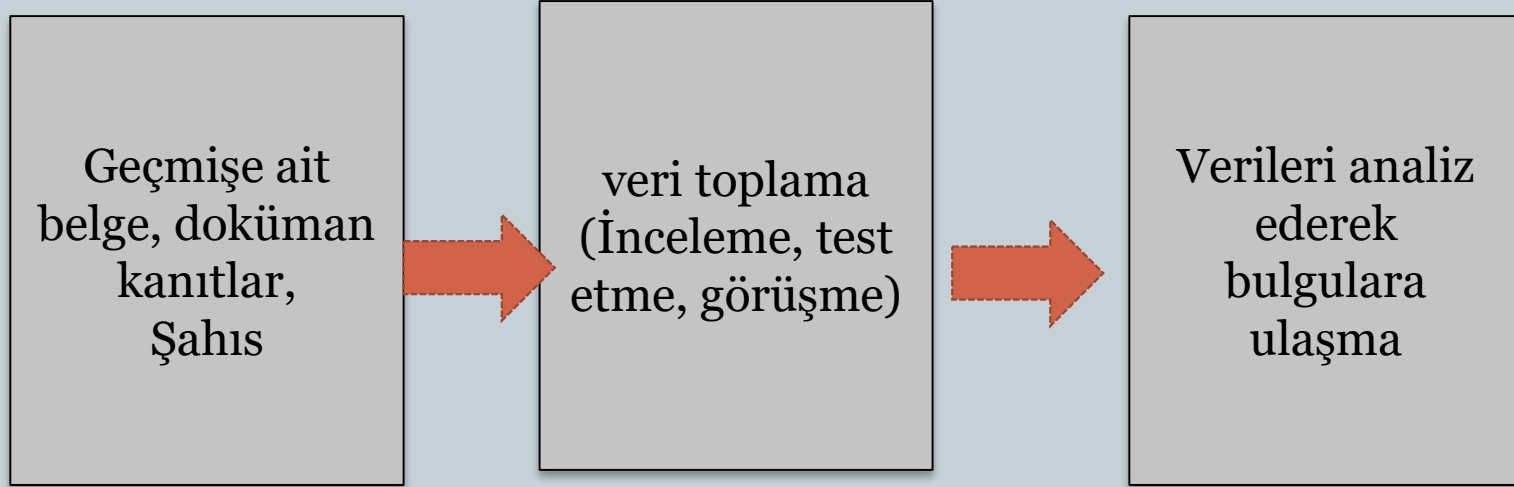 Geçmişe ait
belge, doküman
kanıtlar,
Şahıs
veri toplama
(İnceleme, test
etme, görüşme)
Verileri analiz
ederek
bulgulara
ulaşma